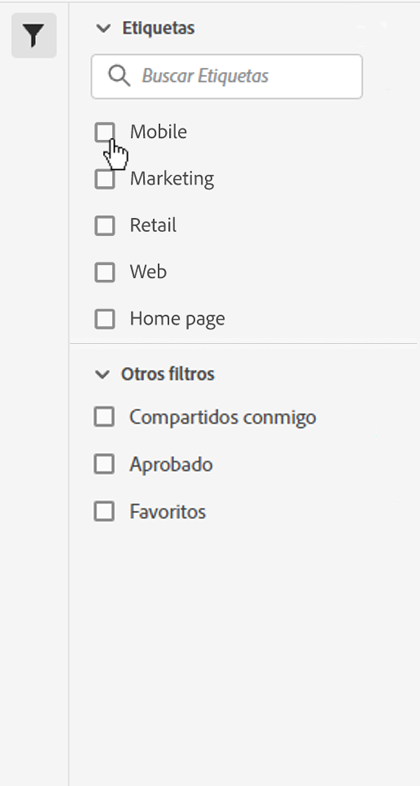 Etiquetas
Buscar Etiquetas
Mobile
Marketing
Retail
Web
Home page
Otros filtros
Compartidos conmigo
Aprobado
Favoritos